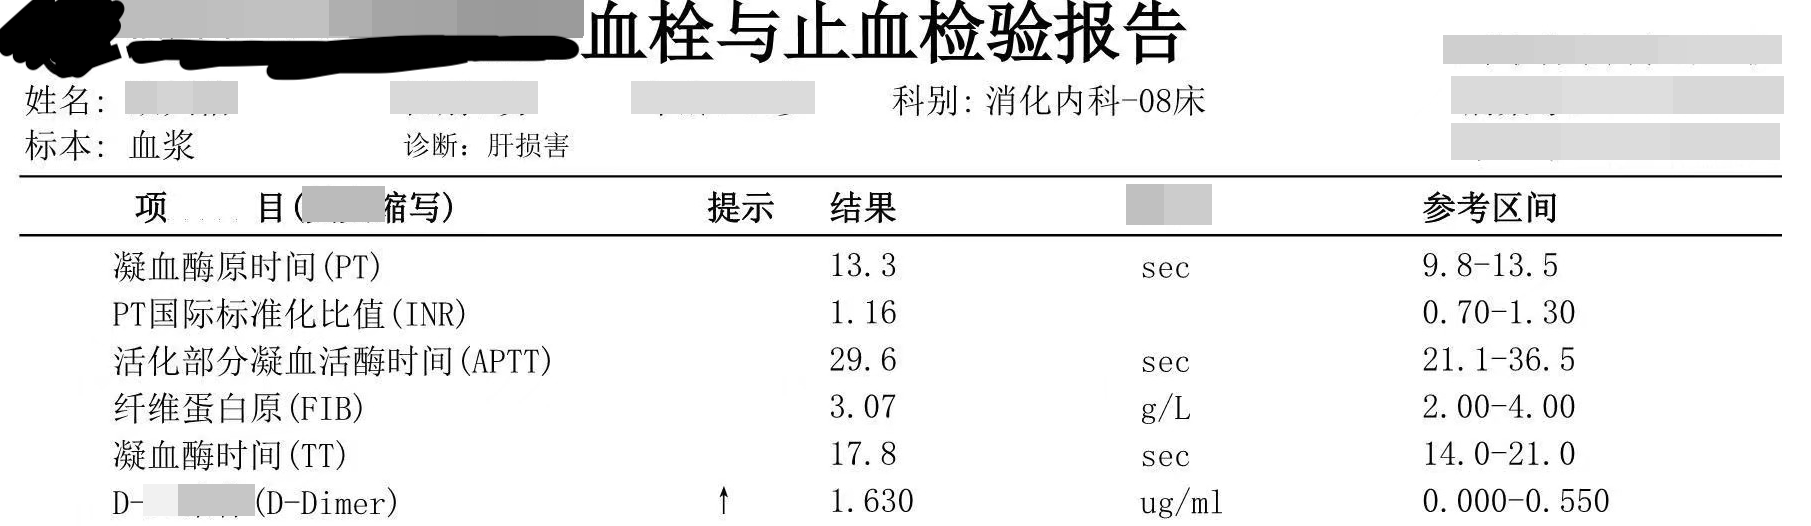 血栓与止血检验报告
姓名: 科别: 消化内科-08床
标本: 血浆 诊断: 肝损害
项 目( 缩写) 提示 结果 参考区间
凝血酶原时间(PT) 13.3 sec 9.8-13.5
PT国际标准化比值(INR) 1.16 0.70-1.30
活化部分凝血活酶时间(APTT) 29.6 sec 21.1-36.5
纤维蛋白原(FIB) 3.07 g/L 2.00-4.00
凝血酶时间(TT) 17.8 sec 14.0-21.0
D- (D-Dimer) ↑ 1.630 ug/ml 0.000-0.550